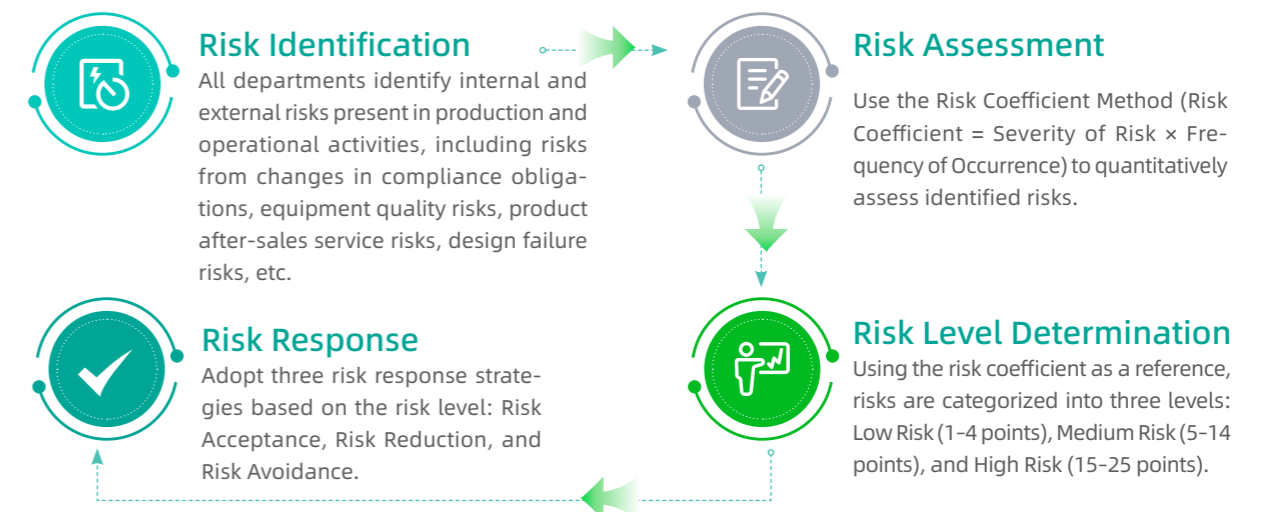 Risk Identification
All departments identify internal and
external risks present in production and
operational activities, including risks
from changes in compliance obliga-
tions, equipment quality risks, product
after-sales service risks, design failure
risks, etc.
Risk Assessment
Use the Risk Coefficient Method (Risk
Coefficient = Severity of Risk × Fre-
quency of Occurrence) to quantitatively
assess identified risks.
Risk Level Determination
Using the risk coefficient as a reference,
risks are categorized into three levels:
Low Risk (1–4 points), Medium Risk (5–14
points), and High Risk (15–25 points).
Risk Response
Adopt three risk response strate-
gies based on the risk level: Risk
Acceptance, Risk Reduction, and
Risk Avoidance.